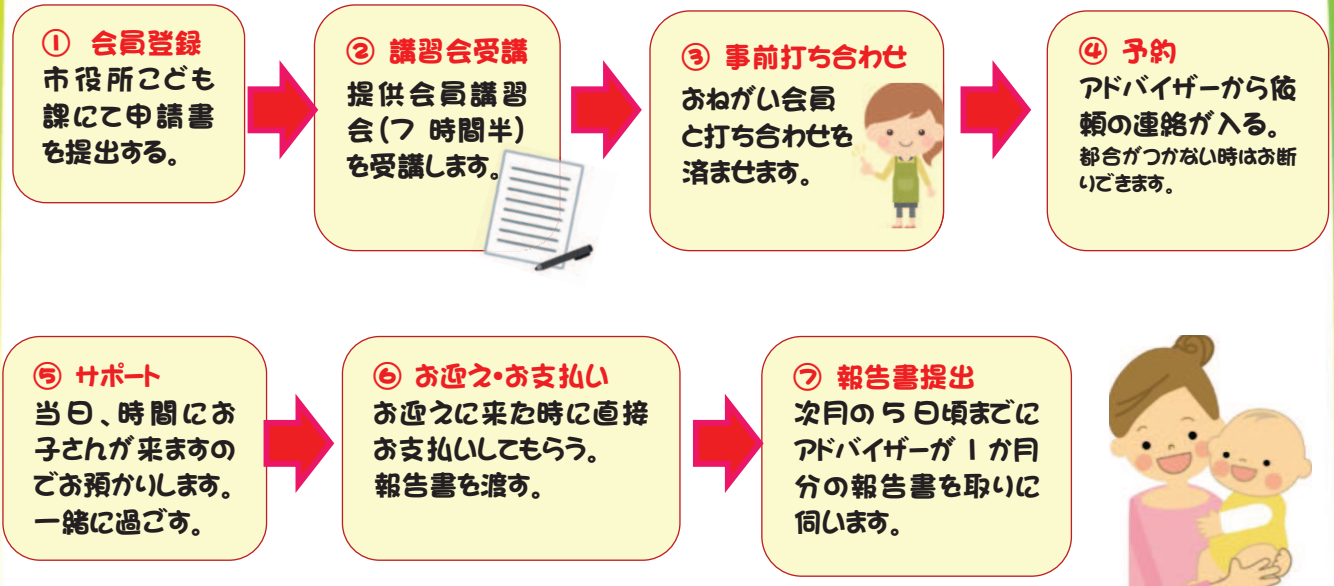 ① 会員登録
市役所こども
課にて申請書
を提出する。
② 講習会受講
提供会員講習
会(7 時間半)
を受講します。
③ 事前打ち合わせ
おねがい会員
と打ち合わせを
済ませます。
④ 予約
アドバイザーから依
頼の連絡が入る。
都合がつかない時はお断
りできます。
⑤ サポート
当日、時間にお
子さんが来ますの
でお預かりします。
一緒に過ごす。
⑥ お迎え・お支払い
お迎えに来た時に直接
お支払いしてもらう。
報告書を渡す。
⑦ 報告書提出
次月の5日頃までに
アドバイザーが1か月
分の報告書を取りに
伺います。